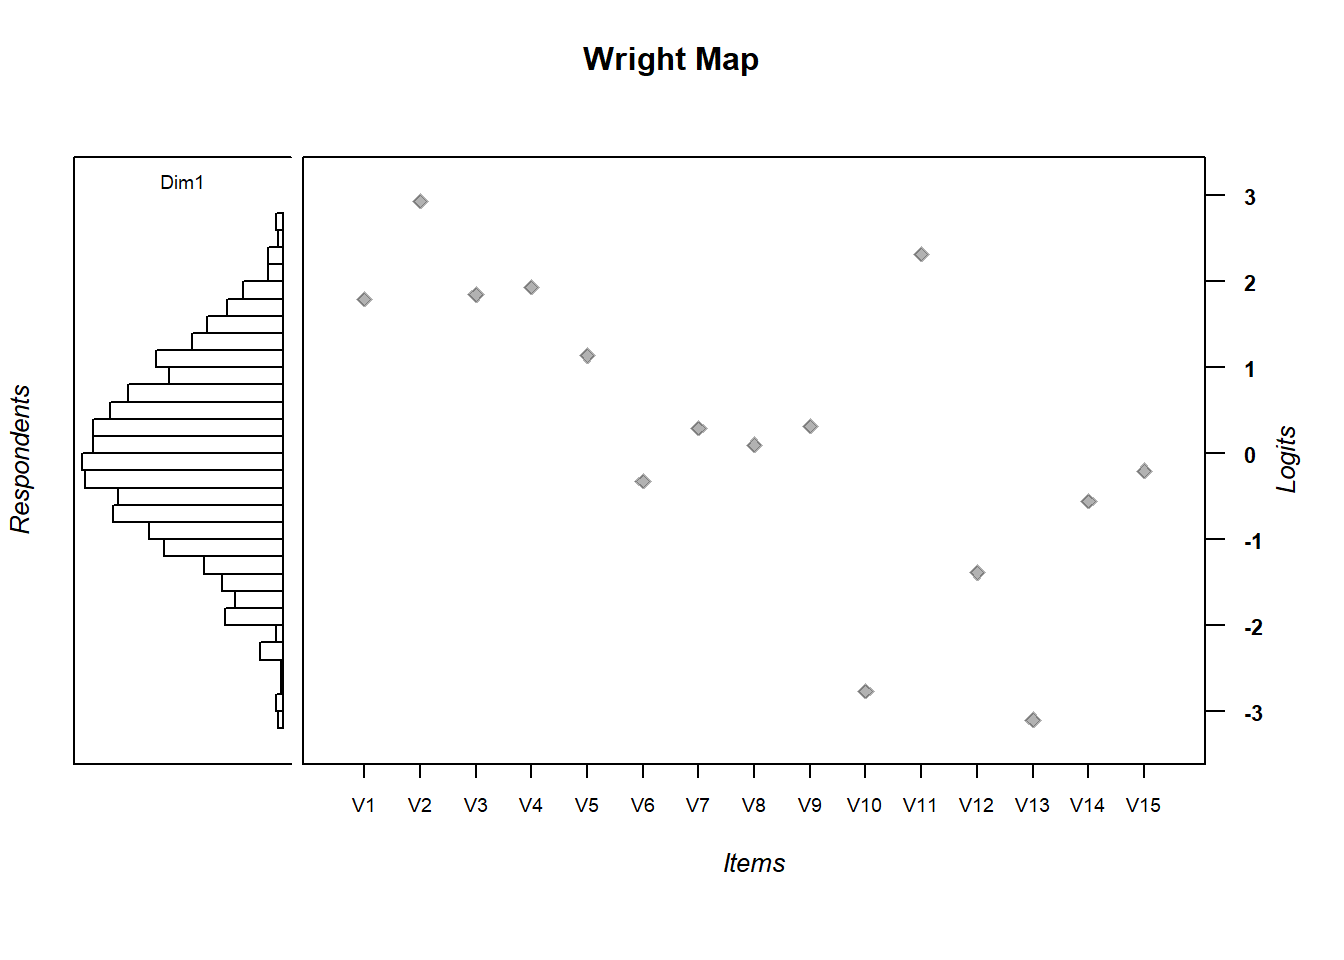 Wright Map
Dim1
Respondents
3
2
1
0
-1
-2
-3
Logits
V1 V2 V3 V4 V5 V6 V7 V8 V9 V10 V11 V12 V13 V14 V15
Items